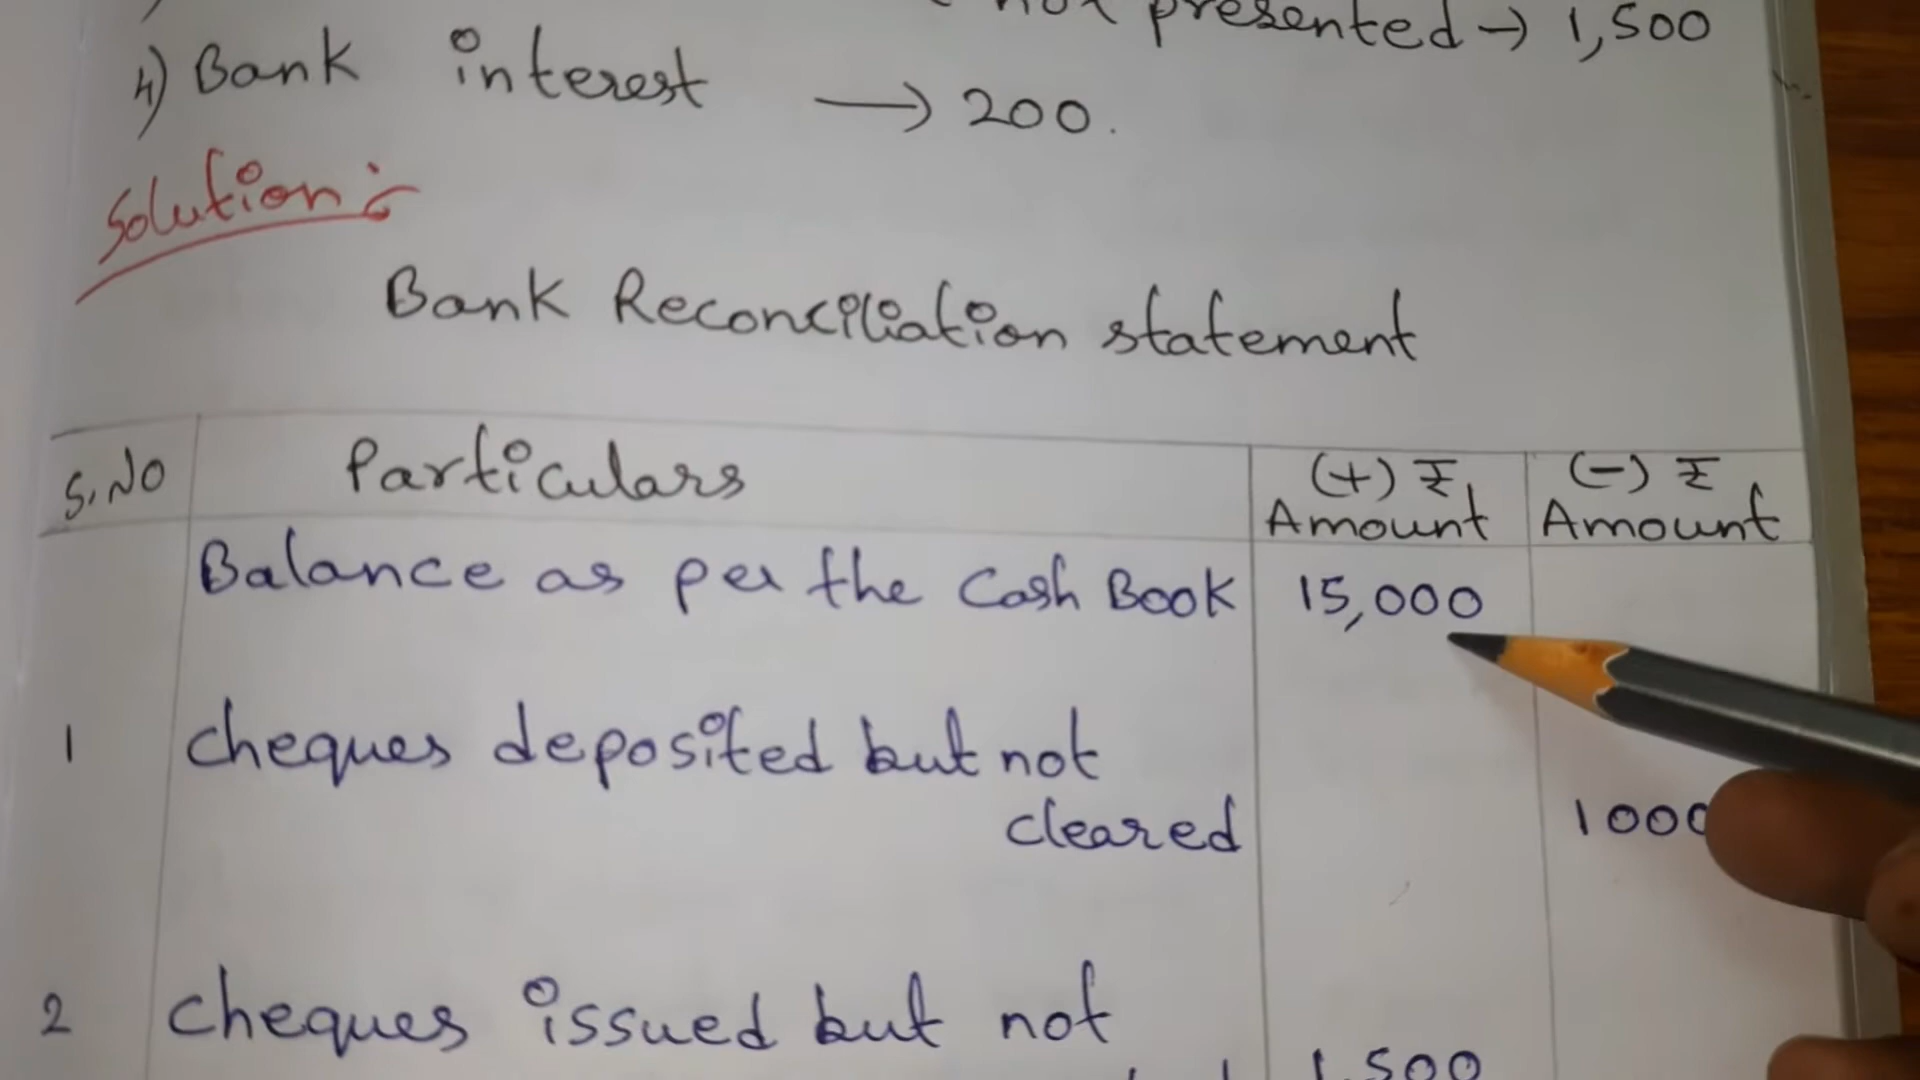 not presented → 1,500
4) Bank interest → 200.
Solution:-
Bank Reconciliation statement
S.No Particulars (+) ₹ Amount (-) ₹ Amount
Balance as per the Cash Book 15,000
1 cheques deposited but not
cleared 1000
2 cheques issued but not
1,500